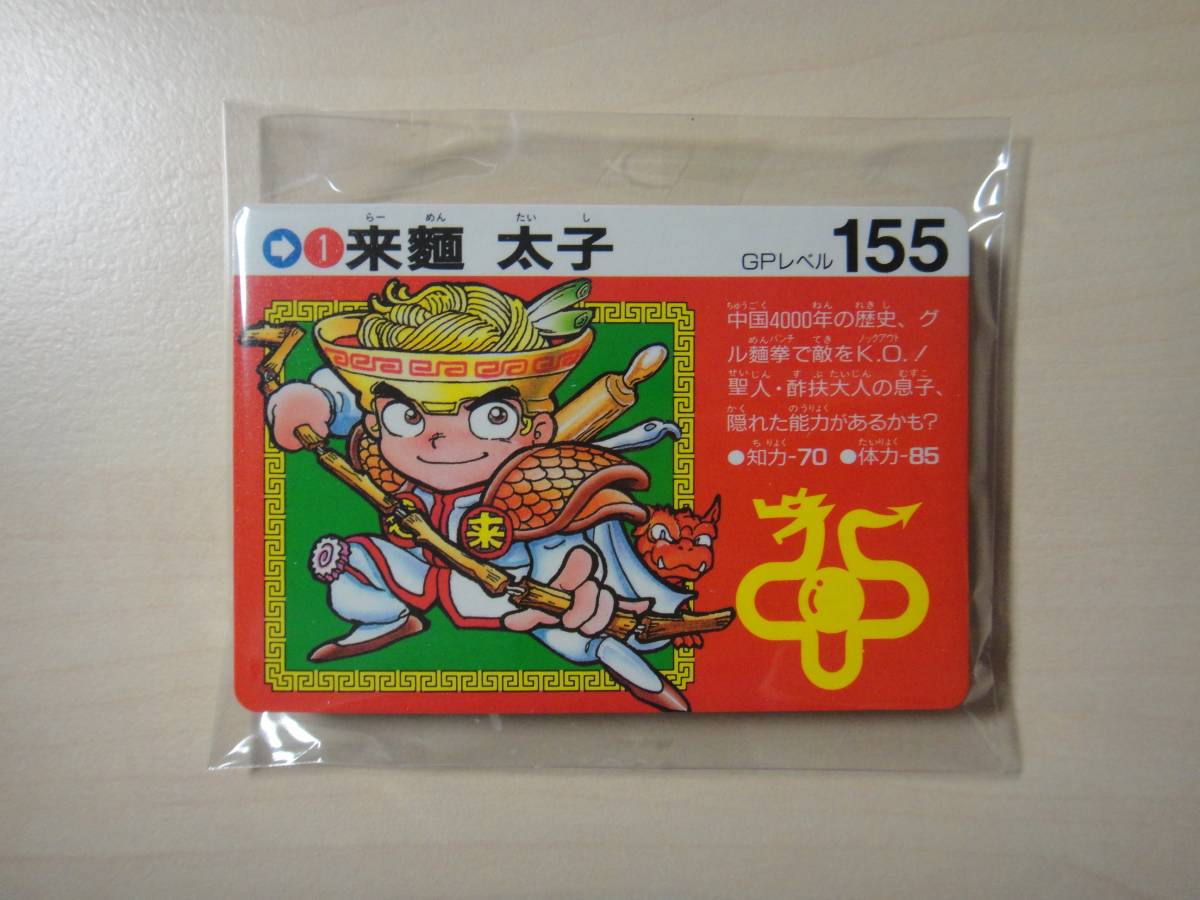 らー めん たい し
1 来麵 太子 GPレベル 155
ちゅうごく ねん れきし
中国4000年の歴史、グ
めんパンチ てき ノックアウト
ル麵拳で敵をK.O.!
せいじん す ぶ たいじん むすこ
聖人・酢扶大人の息子、
かく のうりょく
隠れた能力があるかも?
ちりょく たいりょく
●知力-70 ●体力-85
来